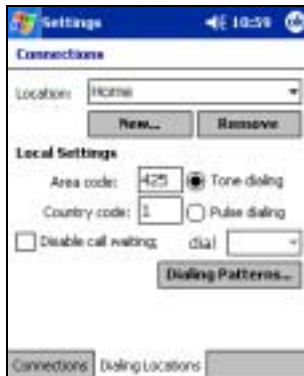 Settings 10:59
Connections
Location: Home
New... Remove
Local Settings
Area code: 425 Tone dialing
Country code: 1 Pulse dialing
Disable call waiting; dial
Dialing Patterns...
Connections Dialing Locations